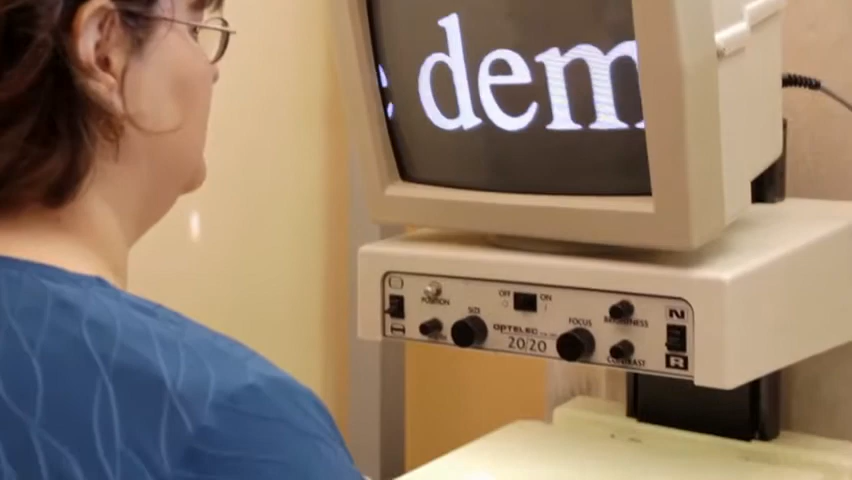 dem
POSITION
SIZE
OFF
ON
OPTELEC
20/20
FOCUS
BRIGHTNESS
CONTRAST
N
R